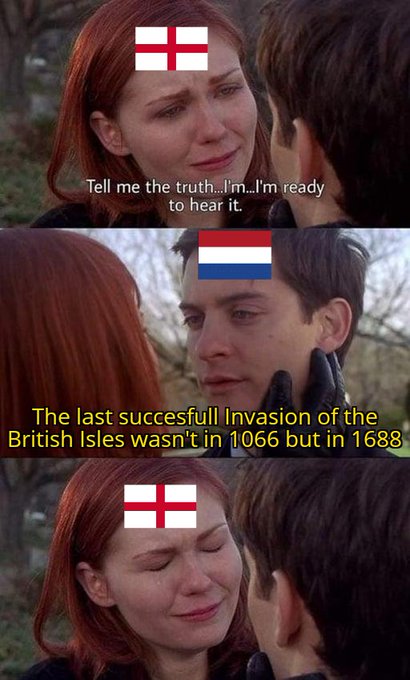 Tell me the truth...I'm...I'm ready
to hear it.
The last succesfull Invasion of the
British Isles wasn't in 1066 but in 1688